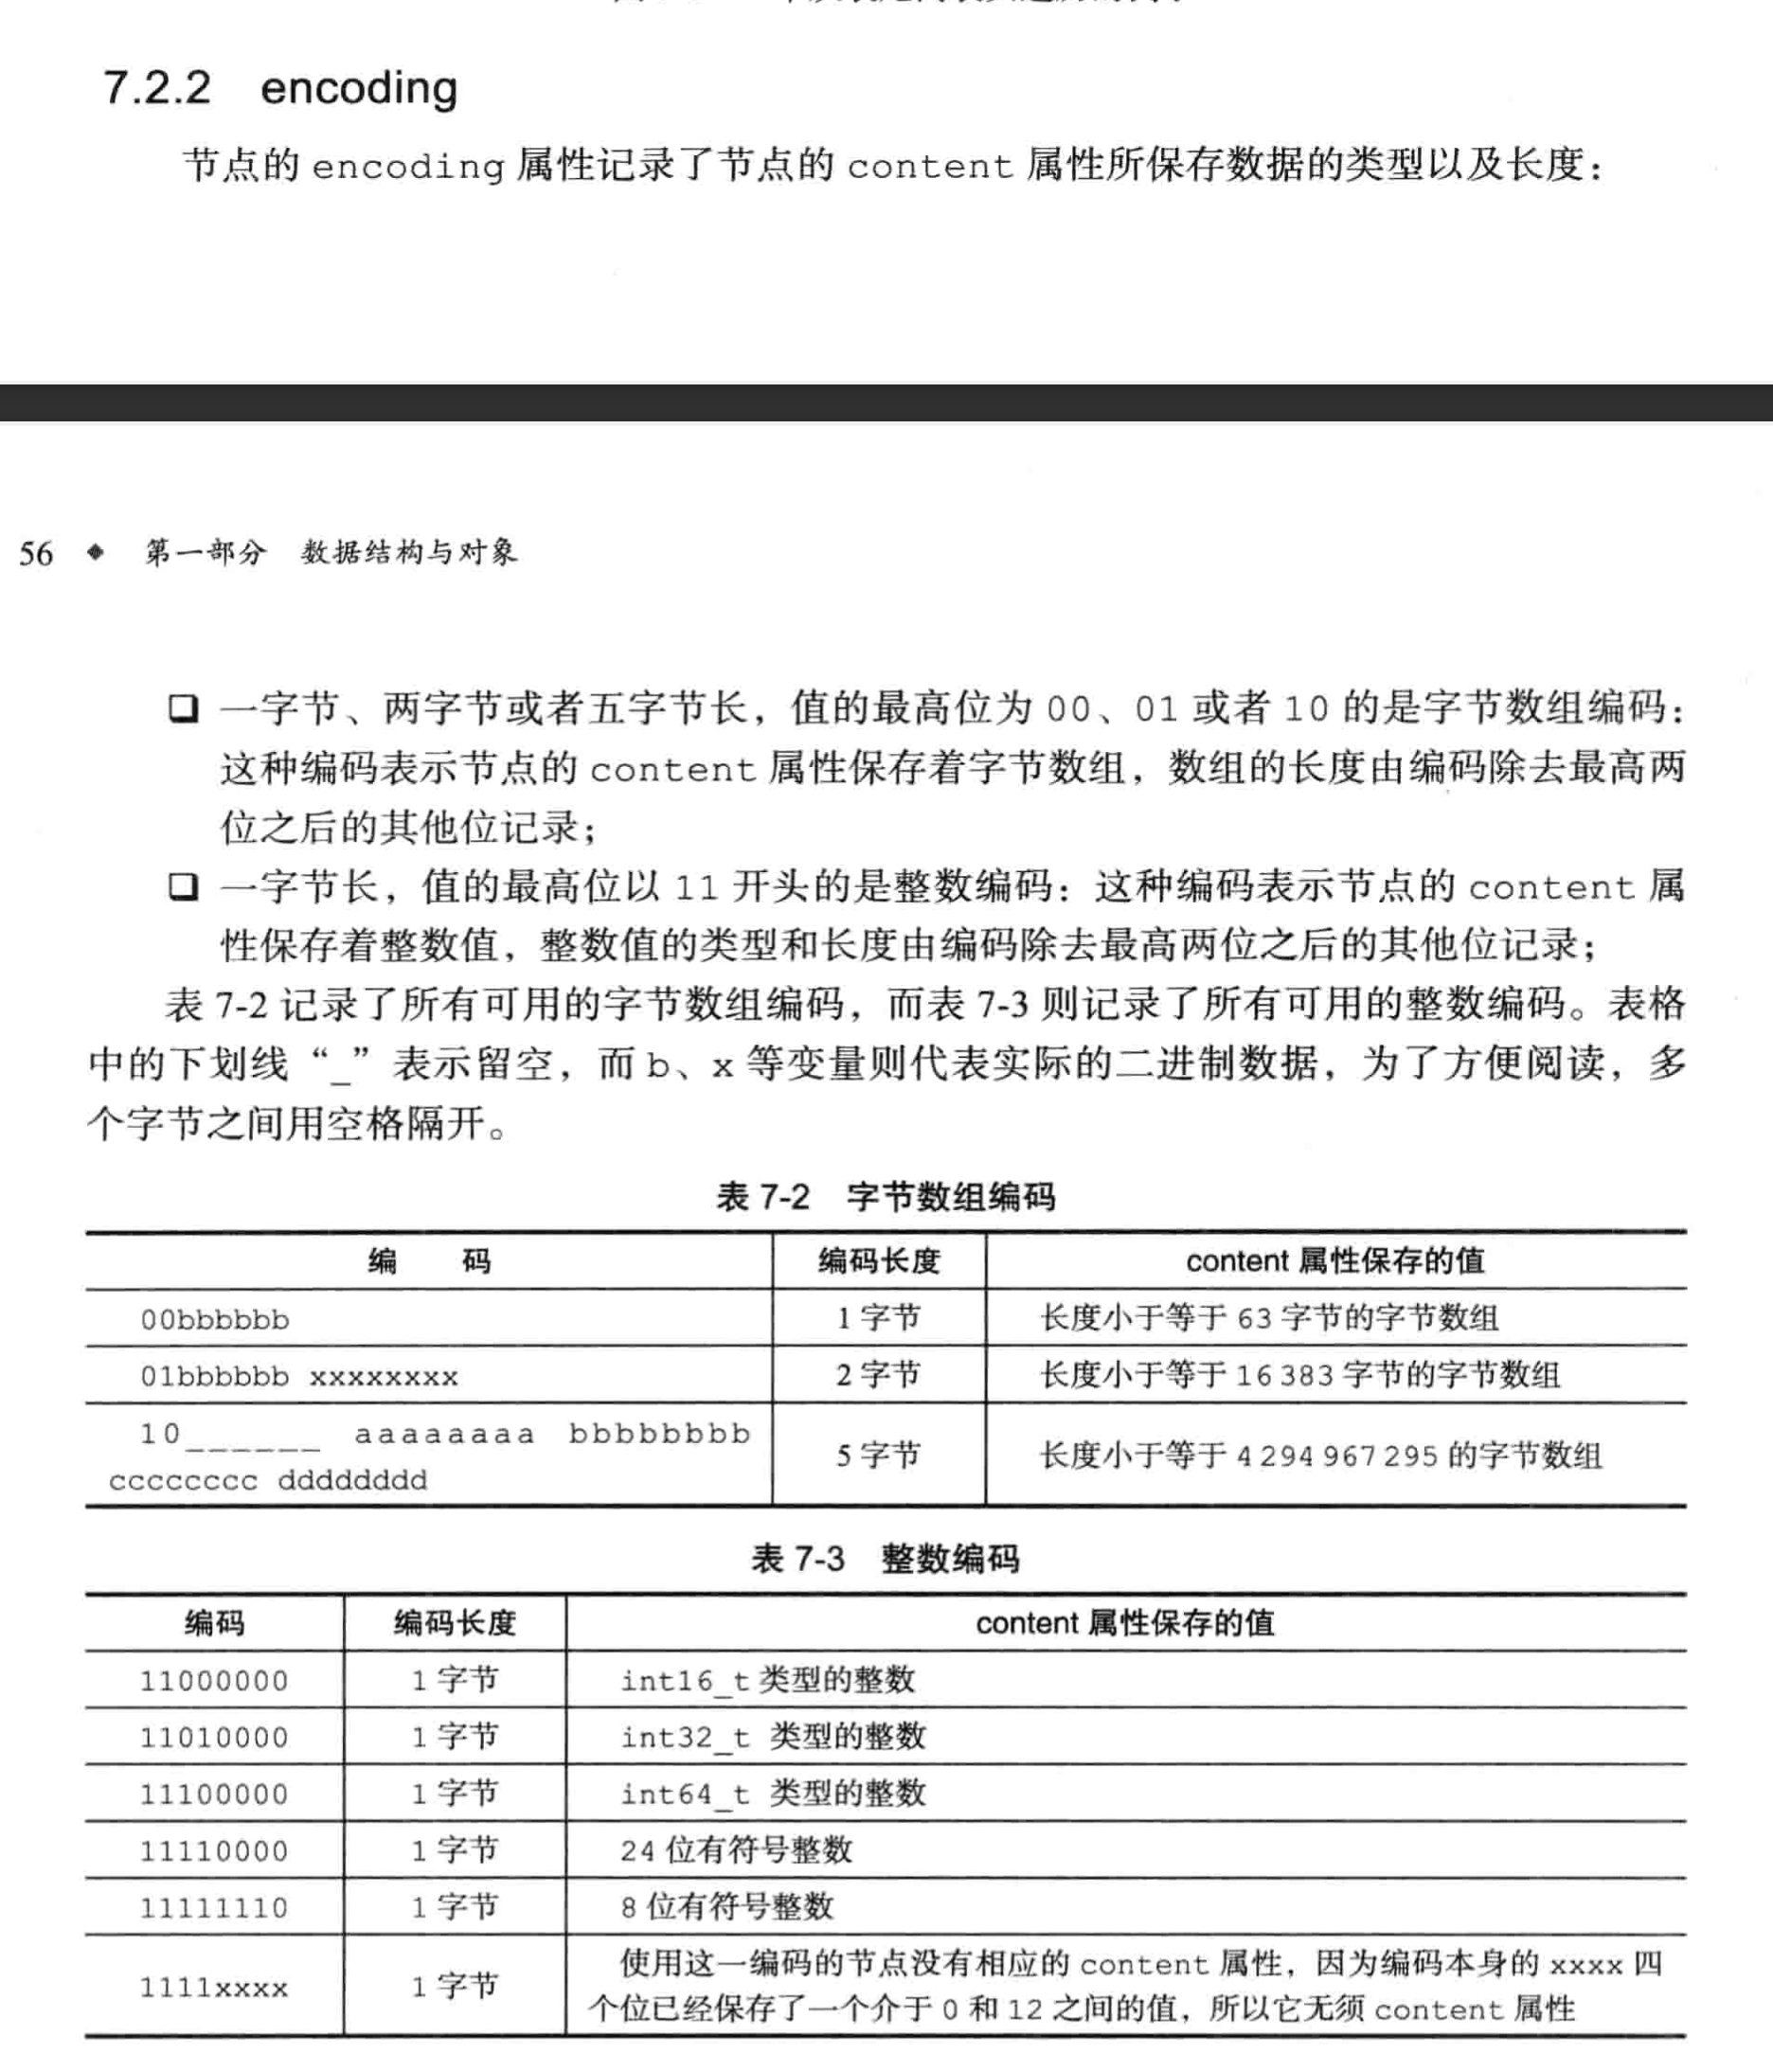 7.2.2 encoding
节点的 encoding 属性记录了节点的 content 属性所保存数据的类型以及长度：
56 ◆ 第一部分 数据结构与对象
❑ 一字节、两字节或者五字节长，值的最高位为 00、01 或者 10 的是字节数组编码：
这种编码表示节点的 content 属性保存着字节数组，数组的长度由编码除去最高两
位之后的其他位记录；
❑ 一字节长，值的最高位以 11 开头的是整数编码：这种编码表示节点的 content 属
性保存着整数值，整数值的类型和长度由编码除去最高两位之后的其他位记录；
表 7-2 记录了所有可用的字节数组编码，而表 7-3 则记录了所有可用的整数编码。表格
中的下划线“_”表示留空，而 b、x 等变量则代表实际的二进制数据，为了方便阅读，多
个字节之间用空格隔开。
表 7-2 字节数组编码
编 码 编码长度 content 属性保存的值
00bbbbbb 1 字节 长度小于等于 63 字节的字节数组
01bbbbbb xxxxxxxx 2 字节 长度小于等于 16 383 字节的字节数组
10______ aaaaaaaa bbbbbbbb
cccccccc dddddddd 5 字节 长度小于等于 4 294 967 295 的字节数组
表 7-3 整数编码
编码 编码长度 content 属性保存的值
11000000 1 字节 int16_t 类型的整数
11010000 1 字节 int32_t 类型的整数
11100000 1 字节 int64_t 类型的整数
11110000 1 字节 24 位有符号整数
11111110 1 字节 8 位有符号整数
1111xxxx 1 字节 使用这一编码的节点没有相应的 content 属性，因为编码本身的 xxxx 四
个位已经保存了一个介于 0 和 12 之间的值，所以它无须 content 属性